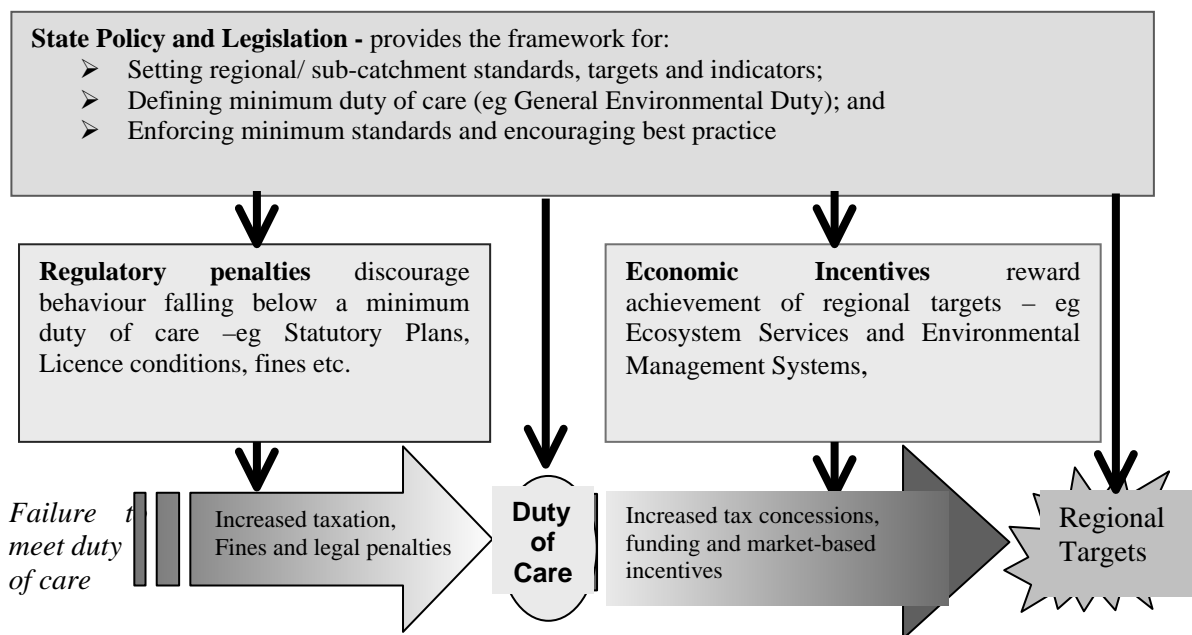 State Policy and Legislation - provides the framework for:
➢ Setting regional/ sub-catchment standards, targets and indicators;
➢ Defining minimum duty of care (eg General Environmental Duty); and
➢ Enforcing minimum standards and encouraging best practice
Regulatory penalties discourage
behaviour falling below a minimum
duty of care –eg Statutory Plans,
Licence conditions, fines etc.
Economic Incentives reward
achievement of regional targets – eg
Ecosystem Services and Environmental
Management Systems,
Failure to
meet duty
of care
Increased taxation,
Fines and legal penalties
Duty
of
Care
Increased tax concessions,
funding and market-based
incentives
Regional
Targets